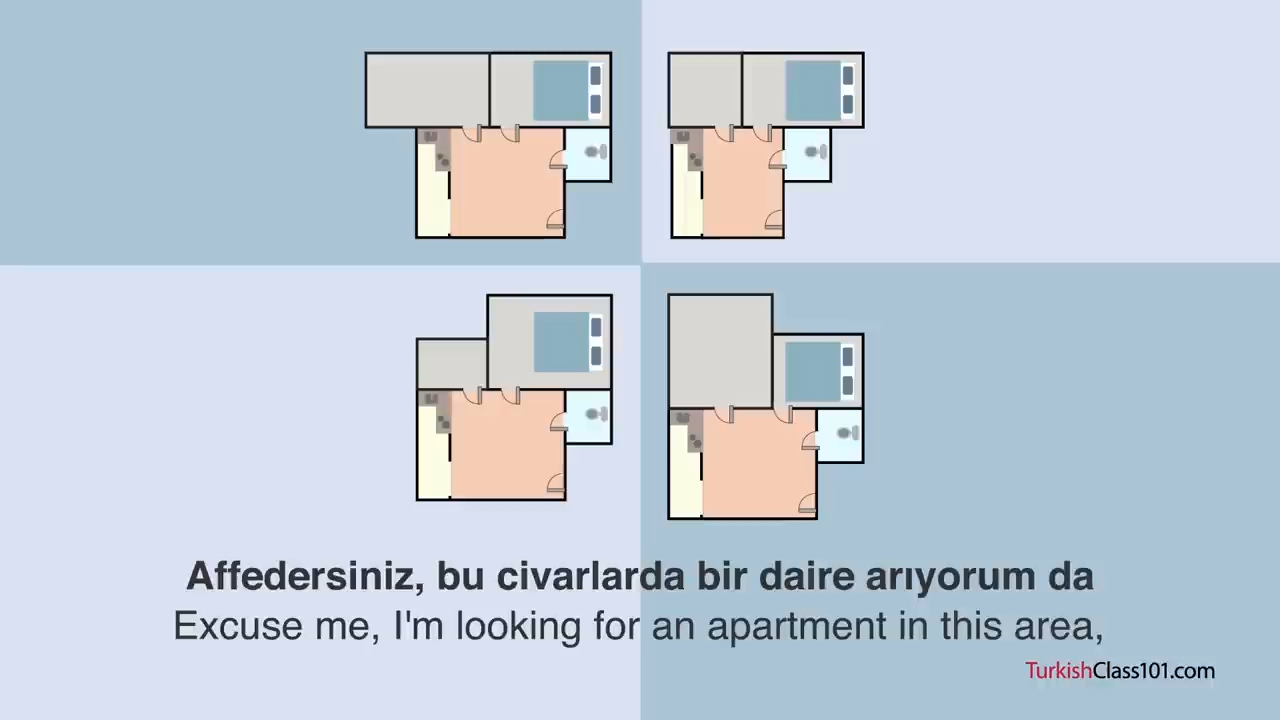 Affedersiniz, bu civarlarda bir daire arıyorum da
Excuse me, I'm looking for an apartment in this area,
TurkishClass101.com